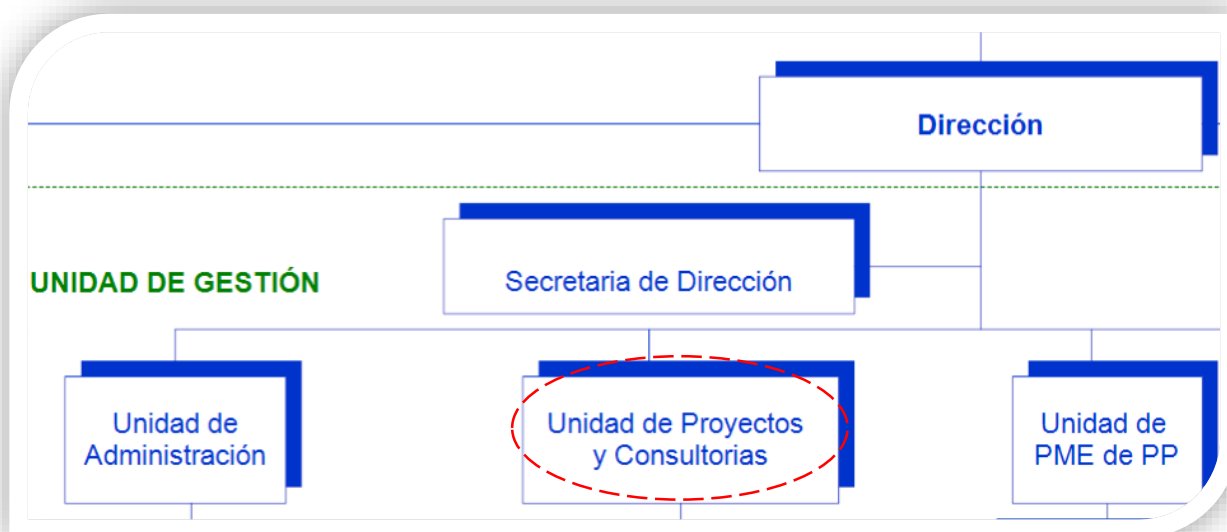 Dirección
UNIDAD DE GESTIÓN
Secretaria de Dirección
Unidad de
Administración
Unidad de Proyectos
y Consultorias
Unidad de
PME de PP